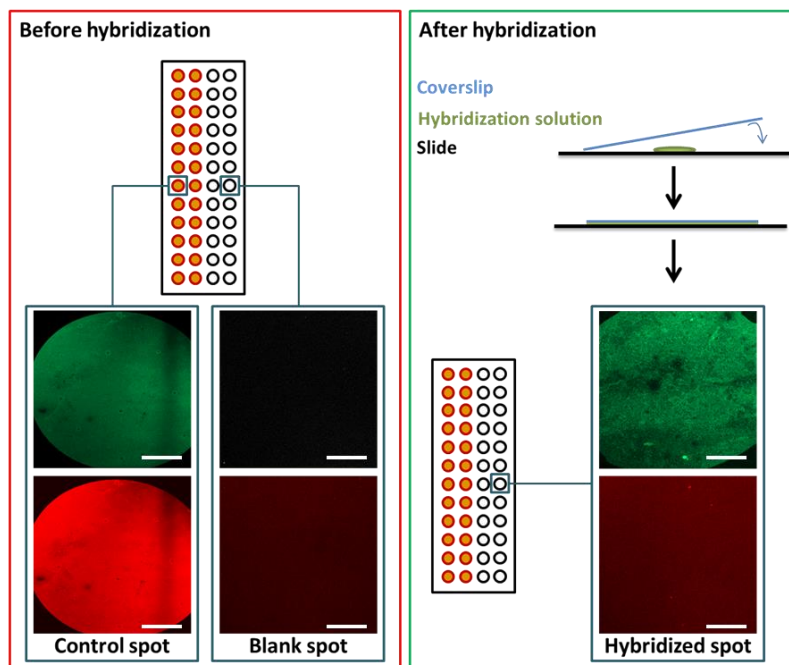 Before hybridization
Control spot
Blank spot
After hybridization
Coverslip
Hybridization solution
Slide
Hybridized spot